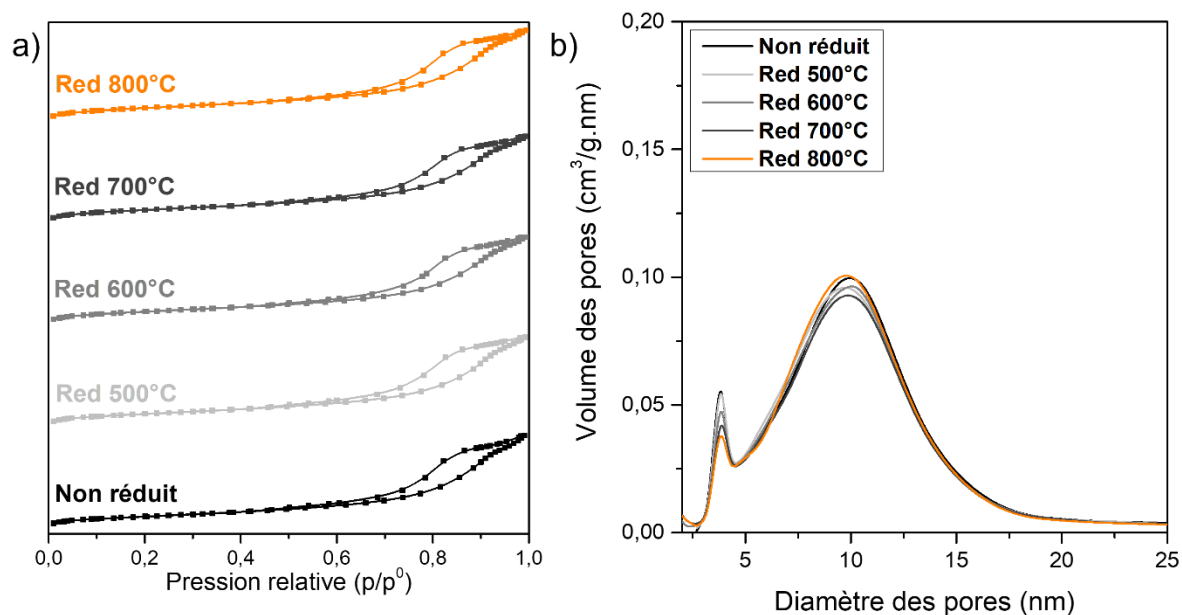 a)
Red 800°C
Red 700°C
Red 600°C
Red 500°C
Non réduit
0,0 0,2 0,4 0,6 0,8 1,0
Pression relative (p/p⁰)
b)
0,20
0,15
0,10
0,05
0,00
Volume des pores (cm³/g.nm)
Non réduit
Red 500°C
Red 600°C
Red 700°C
Red 800°C
5 10 15 20 25
Diamètre des pores (nm)